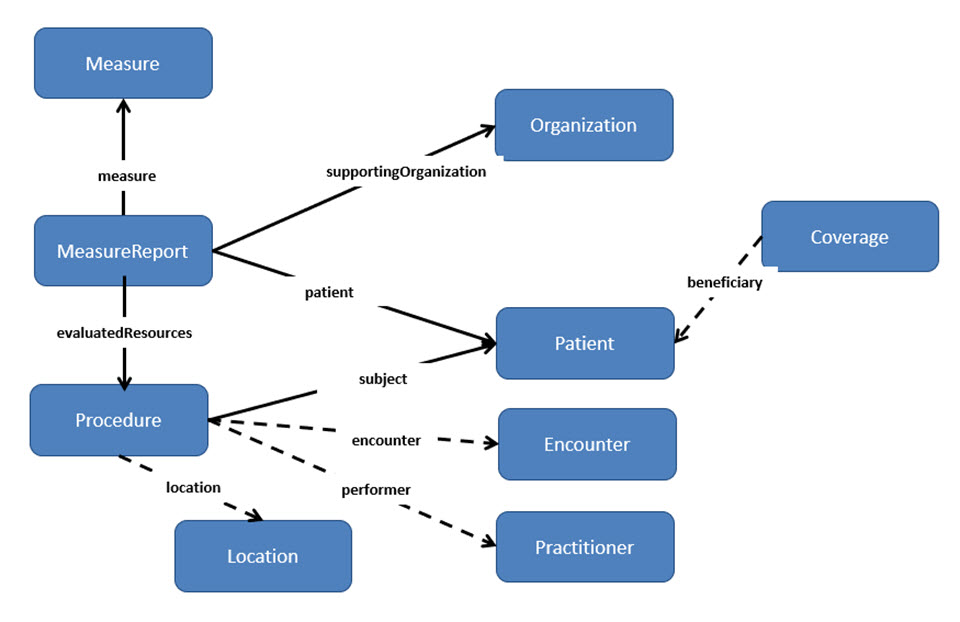 Measure
Organization
measure
supportingOrganization
Coverage
MeasureReport
beneficiary
patient
evaluatedResources
Patient
subject
Procedure
encounter
Encounter
location
performer
Practitioner
Location